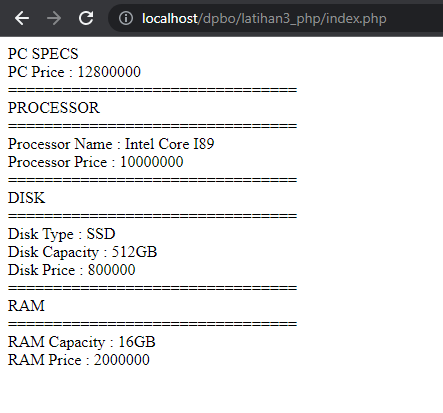 localhost/dpbo/latihan3_php/index.php
PC SPECS
PC Price : 12800000
================================
PROCESSOR
================================
Processor Name : Intel Core I89
Processor Price : 10000000
================================
DISK
================================
Disk Type : SSD
Disk Capacity : 512GB
Disk Price : 800000
================================
RAM
================================
RAM Capacity : 16GB
RAM Price : 2000000